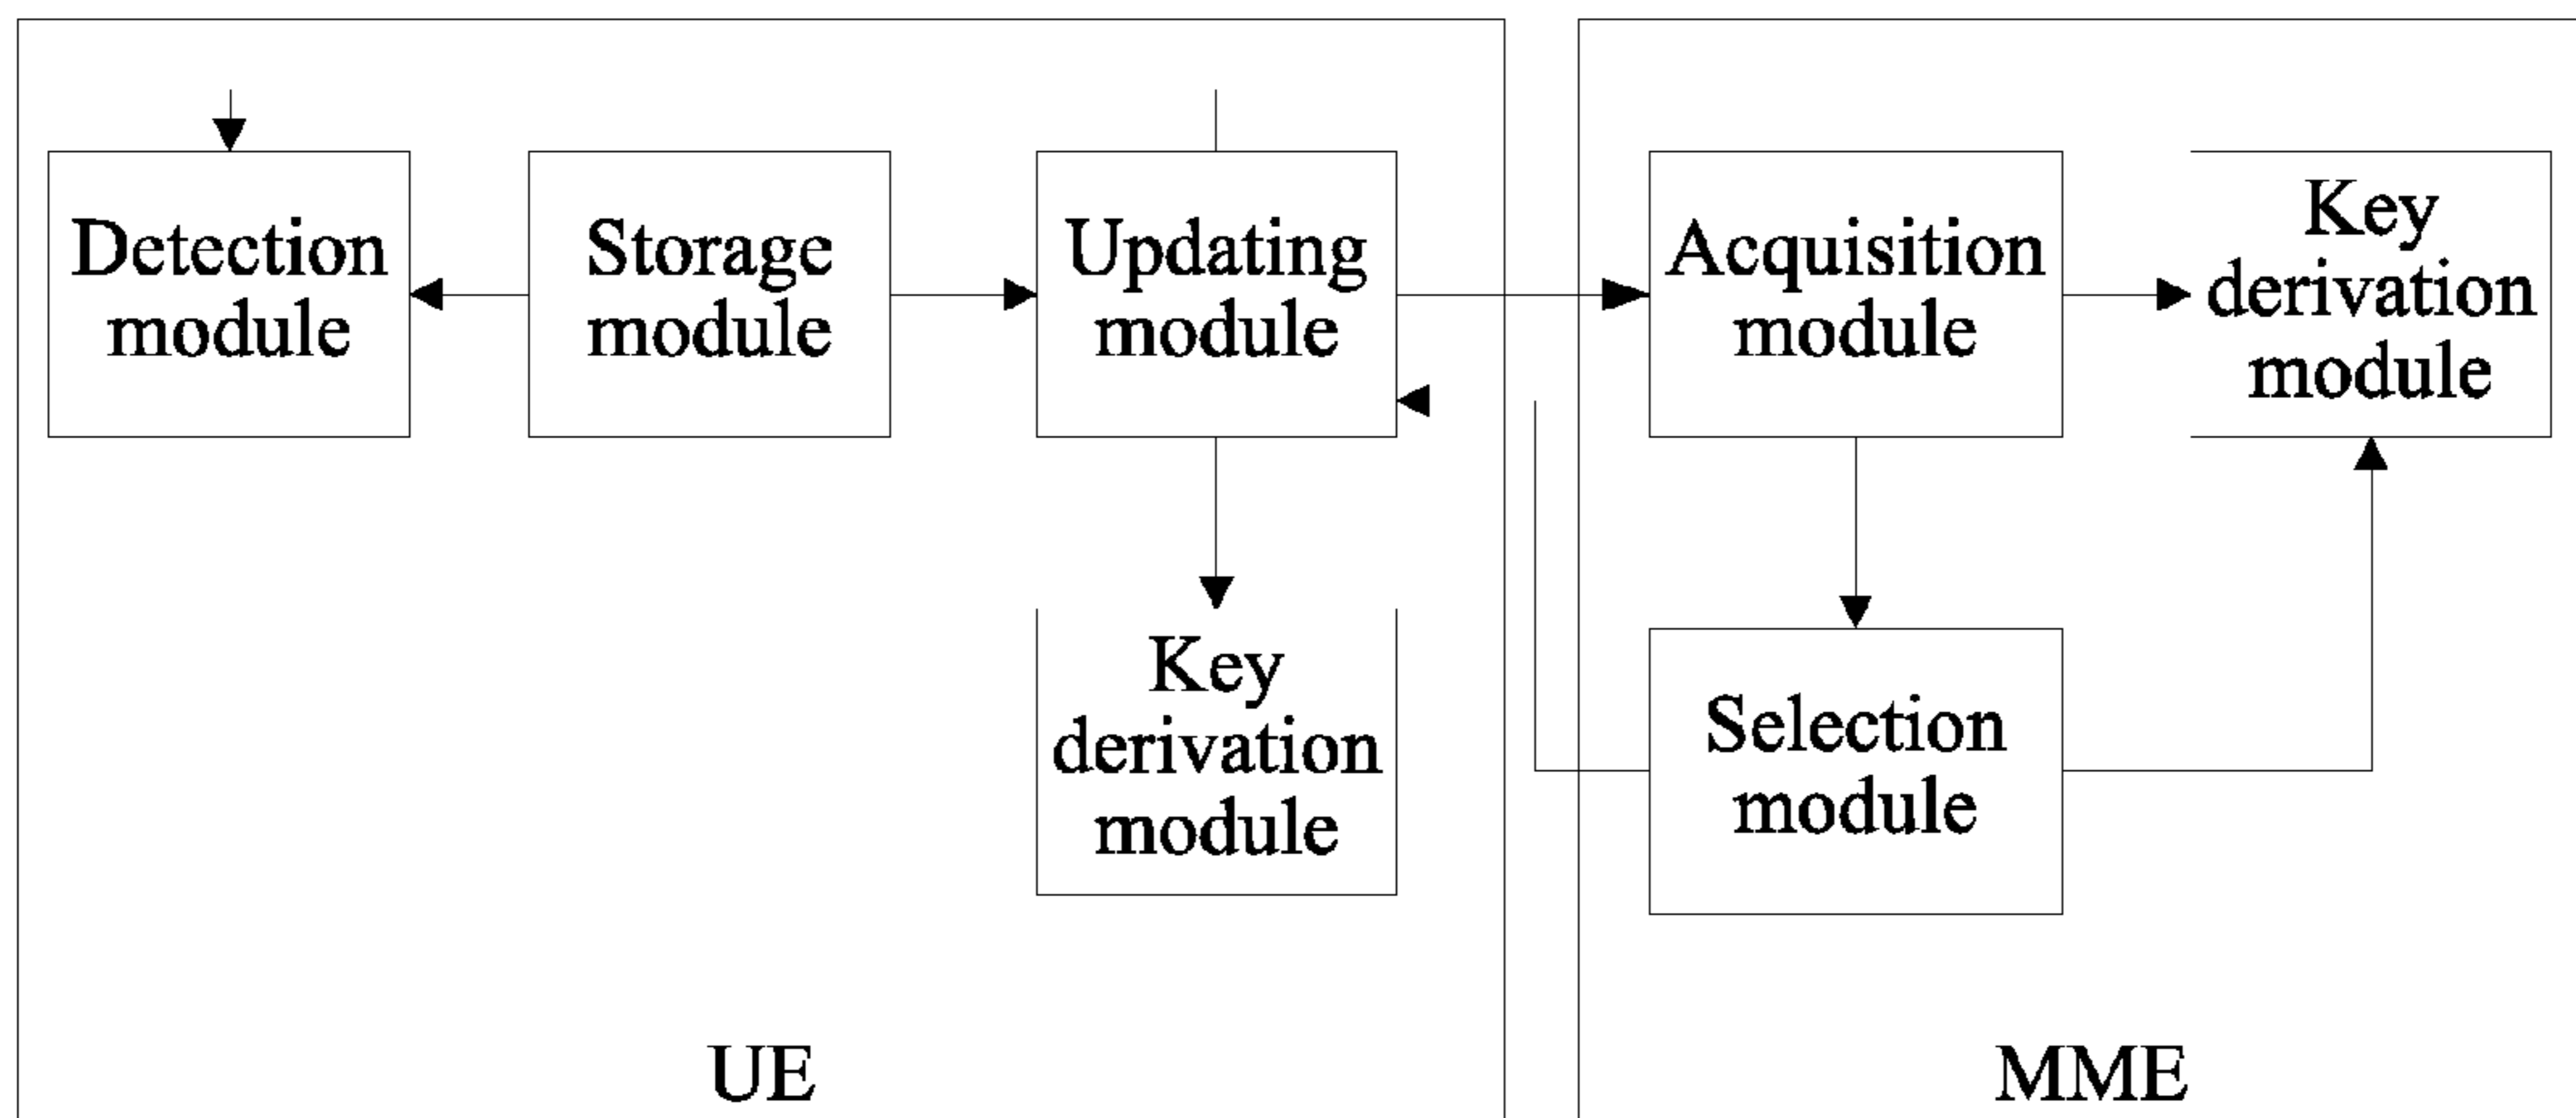 Detection
module
Storage
module
Updating
module
Key
derivation
module
UE
Acquisition
module
Key
derivation
module
Selection
module
MME